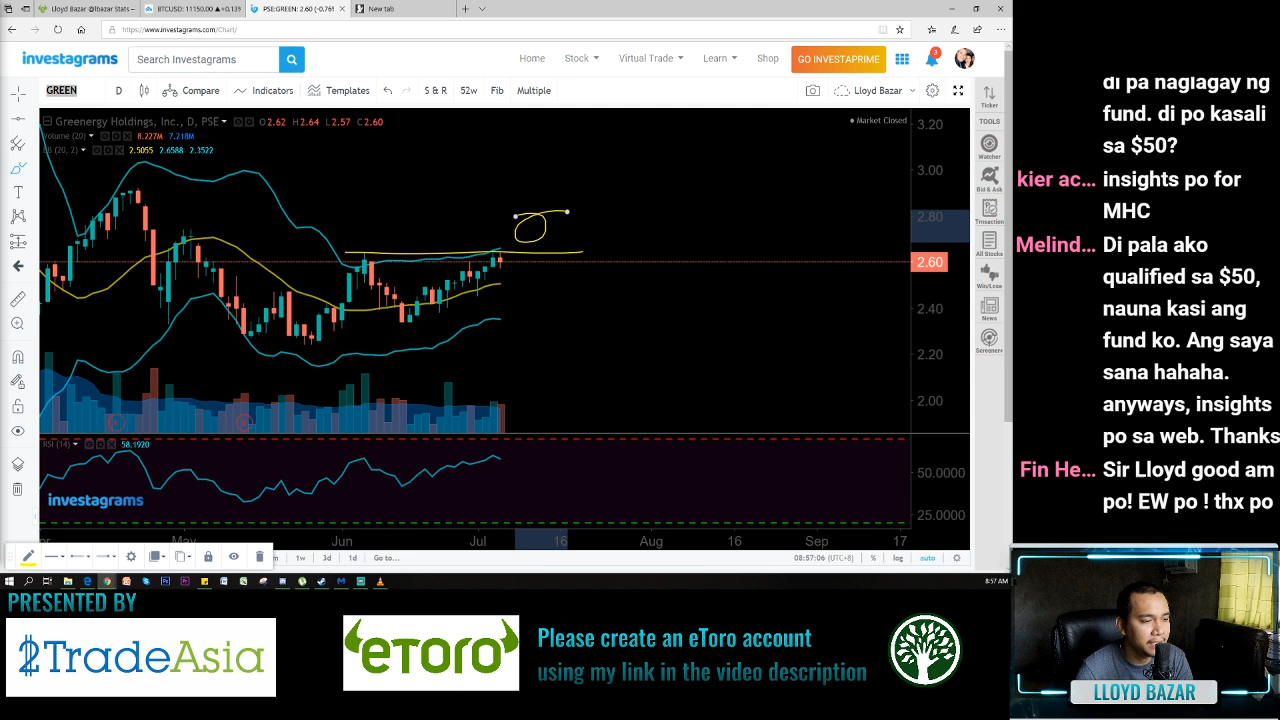 Lloyd Bazar @lbazar Stats –
BTCUSD: 11150.00 ▲+0.13%
PSE:GREEN: 2.60 (-0.76%
New tab
https://www.investagrams.com/Chart/
investagrams
Search Investagrams
Home
Stock
Virtual Trade
Learn
Shop
GO INVESTAPRIME
3
GREEN
D
Compare
Indicators
Templates
S & R
52w
Fib
Multiple
Lloyd Bazar
Greenergy Holdings, Inc., D, PSE
O 2.62 H 2.64 L 2.57 C 2.60
Market Closed
Volume (20)
8.227M 7.218M
BB (20, 2)
2.5055 2.6588 2.3522
3.20
3.00
2.80
2.60
2.40
2.20
2.00
RSI (14)
58.1920
50.0000
25.0000
investagrams
May
Jun
Jul
16
Aug
Sep
17
1w
3d
1d
Go to...
08:57:06 (UTC+8)
%
log
auto
Ticker
TOOLS
Watcher
Bid & Ask
Transaction
All Stocks
Win/Lose
News
Screener+
8:57 AM
di pa naglagay ng
fund. di po kasali
sa $50?
kier ac... insights po for
MHC
Melind... Di pala ako
qualified sa $50,
nauna kasi ang
fund ko. Ang saya
sana hahaha.
anyways, insights
po sa web. Thanks
Fin He... Sir Lloyd good am
po! EW po ! thx po
PRESENTED BY
2TradeAsia
eToro
Please create an eToro account
using my link in the video description
LLOYD BAZAR